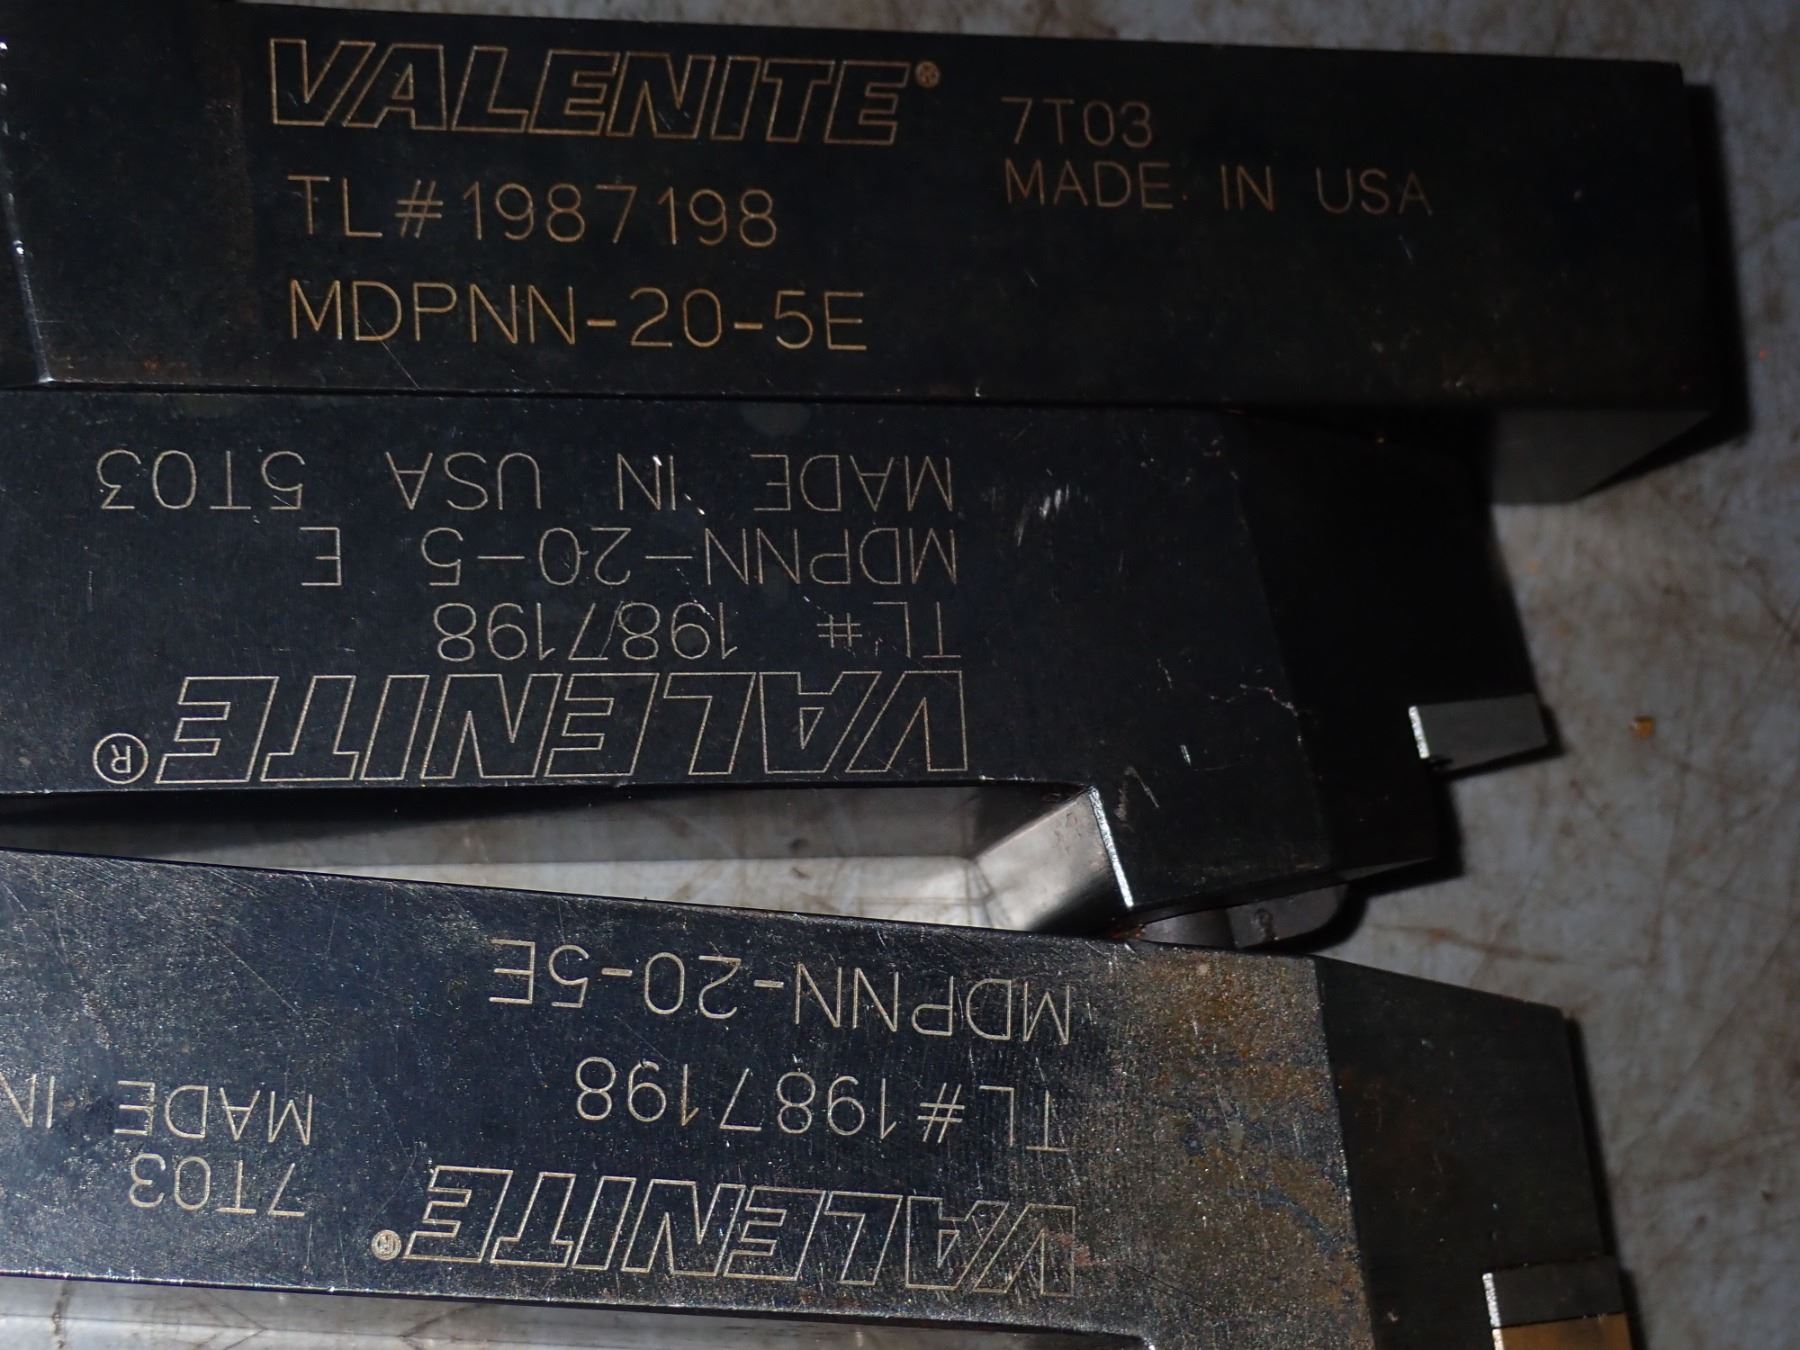 VALENITE®
TL#1987198
MDPNN-20-5E
7T03
MADE IN USA
VALENITE®
TL # 1987198
MDPNN-20-5 E
MADE IN USA 5T03
VALENITE®
TL#1987198
MDPNN-20-5E
7T03
MADE IN